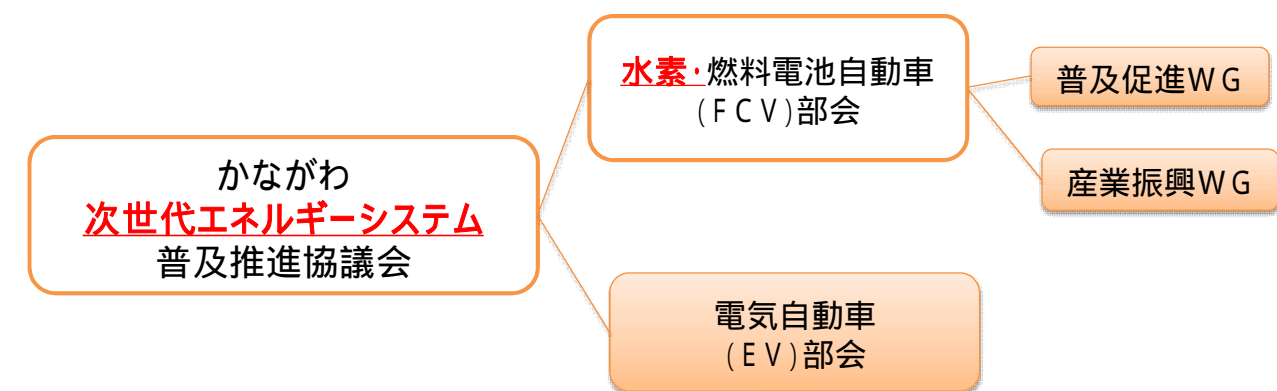 かながわ
次世代エネルギーシステム
普及推進協議会
水素・燃料電池自動車
(FCV)部会
電気自動車
(EV)部会
普及促進WG
産業振興WG